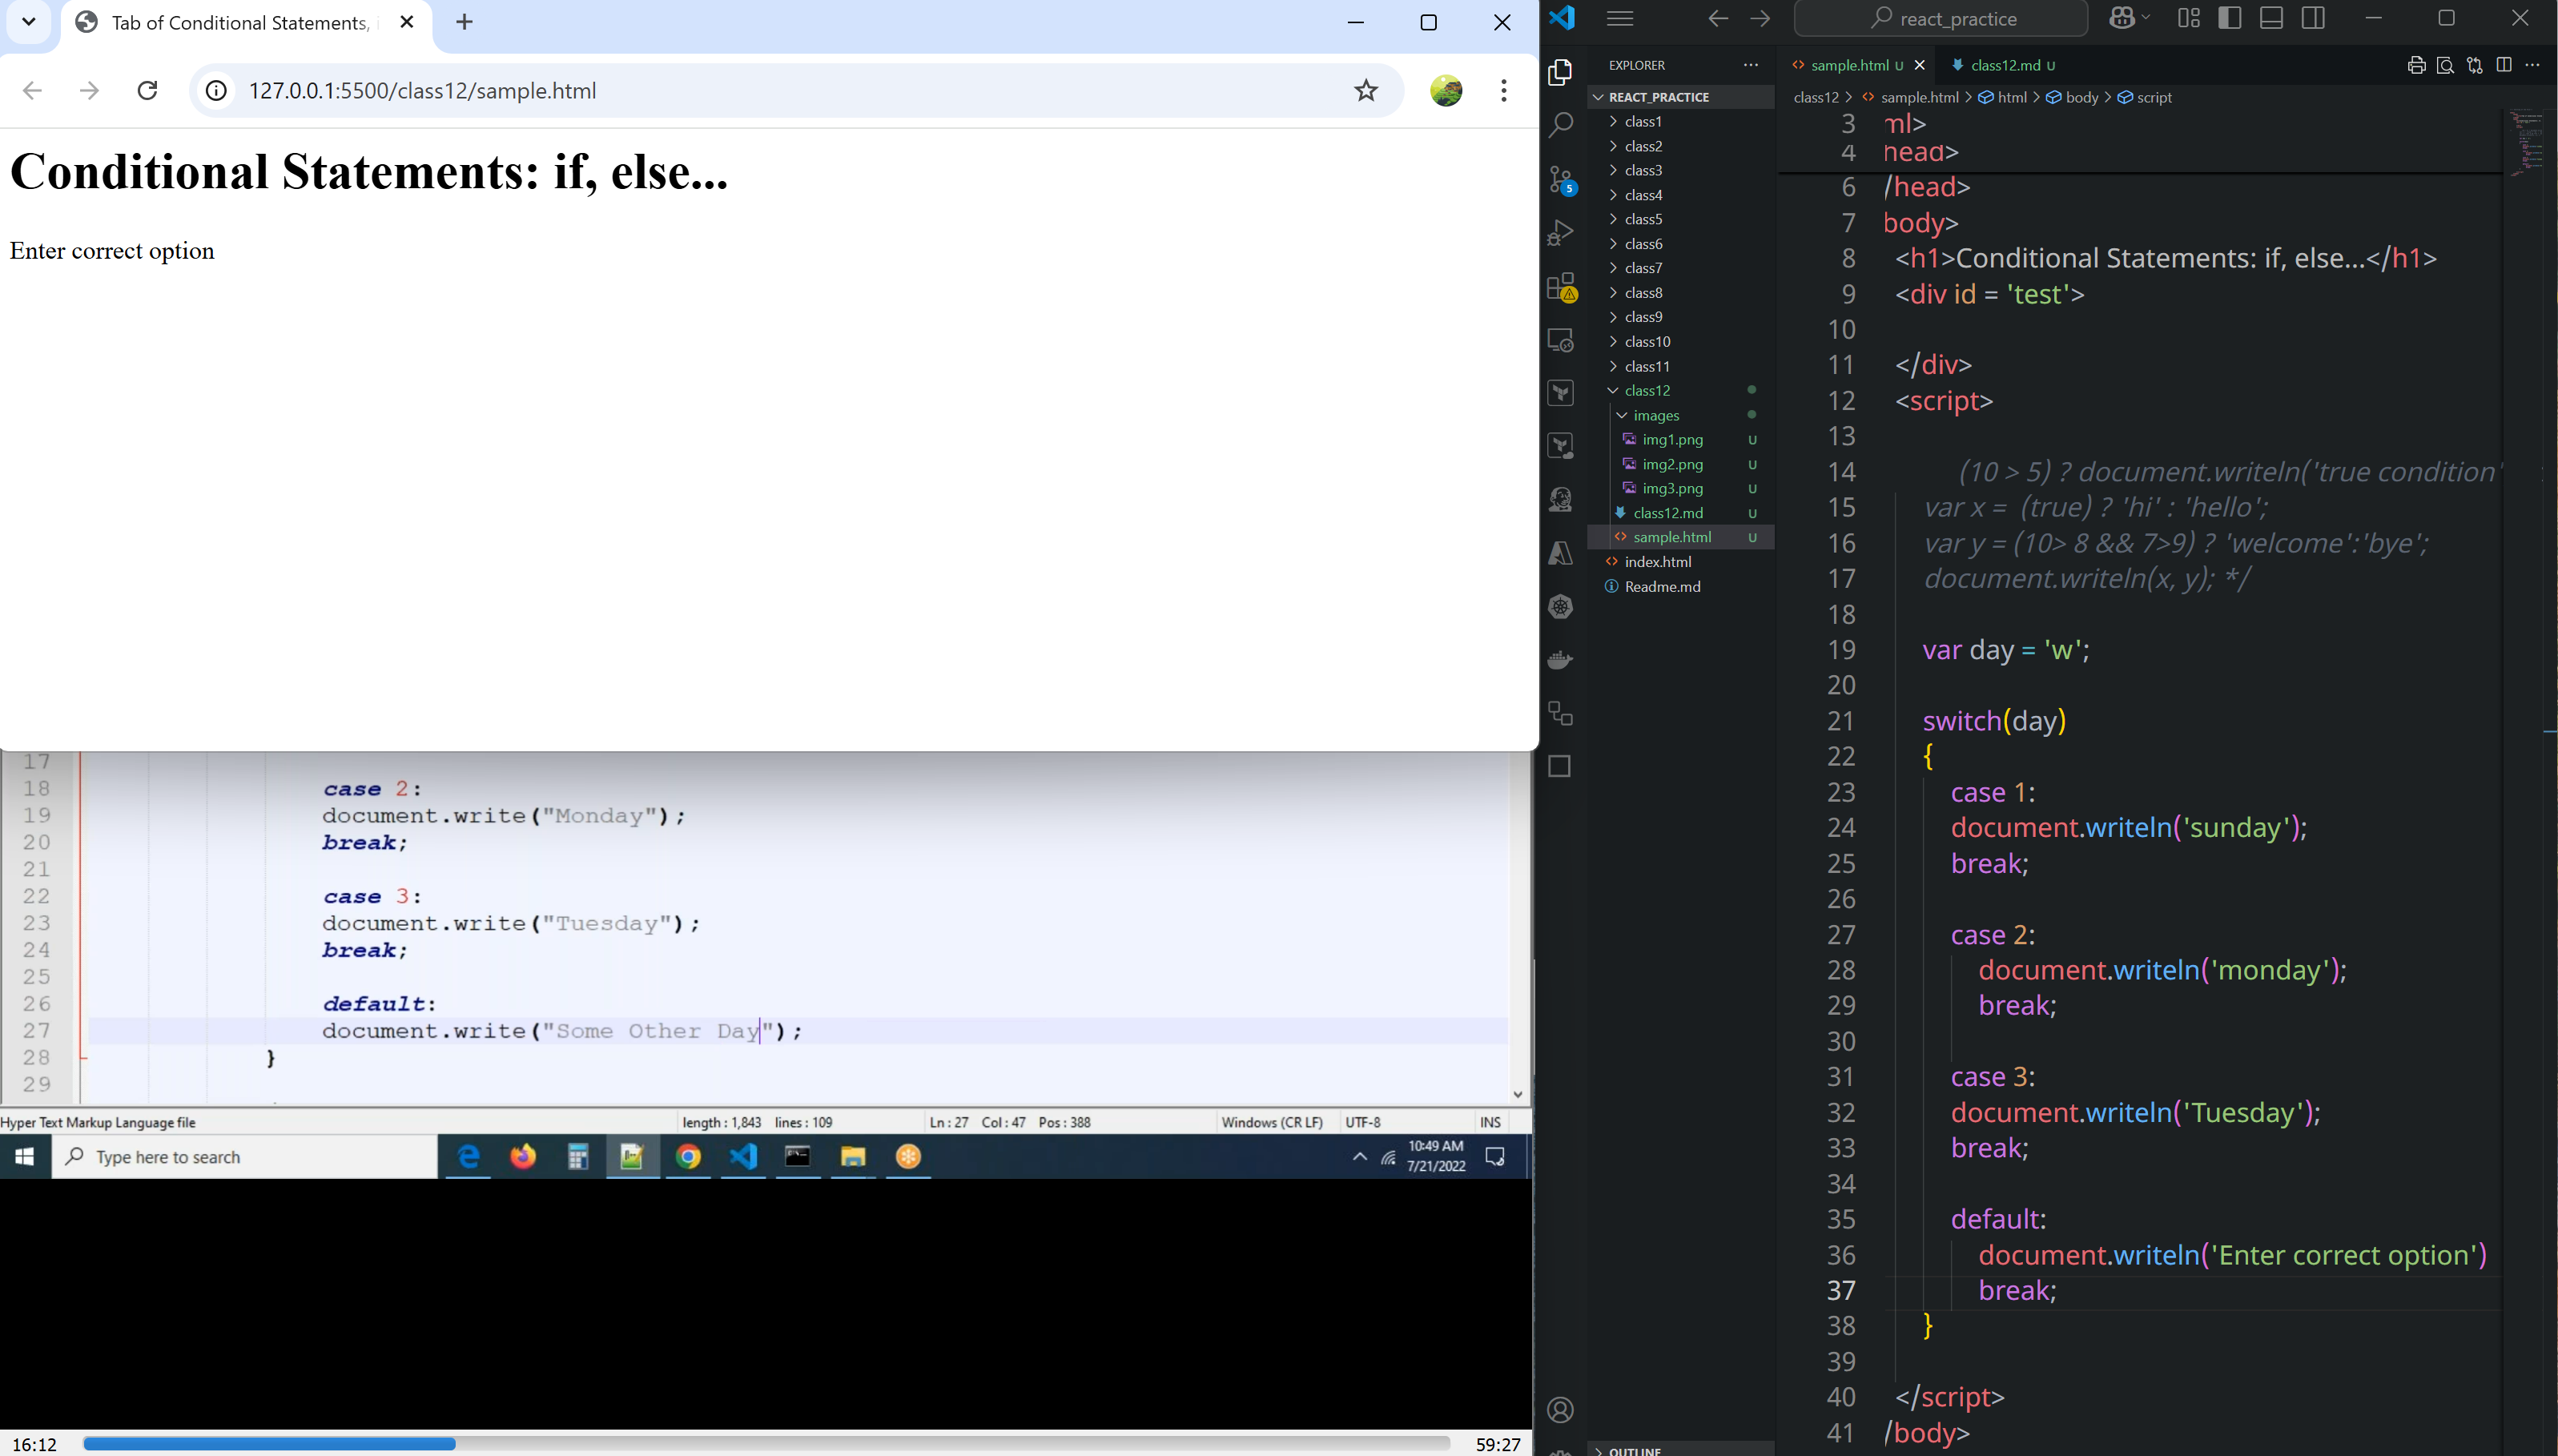 Tab of Conditional Statements, i
127.0.0.1:5500/class12/sample.html
Conditional Statements: if, else...
Enter correct option
17
18 case 2:
19 document.write("Monday");
20 break;
21
22 case 3:
23 document.write("Tuesday");
24 break;
25
26 default:
27 document.write("Some Other Day");
28 }
29
Hyper Text Markup Language file length : 1,843 lines : 109 Ln : 27 Col : 47 Pos : 388 Windows (CR LF) UTF-8 INS
Type here to search
10:49 AM
7/21/2022
16:12 59:27
react_practice
EXPLORER
REACT_PRACTICE
class1
class2
class3
class4
class5
5
class6
class7
class8
class9
class10
class11
class12
images
img1.png U
img2.png U
img3.png U
class12.md U
sample.html U
index.html
Readme.md
OUTLINE
sample.html U class12.md U
class12 > sample.html > html > body > script
3 ml>
4 head>
6 /head>
7 body>
8 <h1>Conditional Statements: if, else...</h1>
9 <div id = 'test'>
10
11 </div>
12 <script>
13
14 (10 > 5) ? document.writeln('true condition'
15 var x = (true) ? 'hi' : 'hello';
16 var y = (10> 8 && 7>9) ? 'welcome':'bye';
17 document.writeln(x, y); */
18
19 var day = 'w';
20
21 switch(day)
22 {
23 case 1:
24 document.writeln('sunday');
25 break;
26
27 case 2:
28 document.writeln('monday');
29 break;
30
31 case 3:
32 document.writeln('Tuesday');
33 break;
34
35 default:
36 document.writeln('Enter correct option')
37 break;
38 }
39
40 </script>
41 /body>